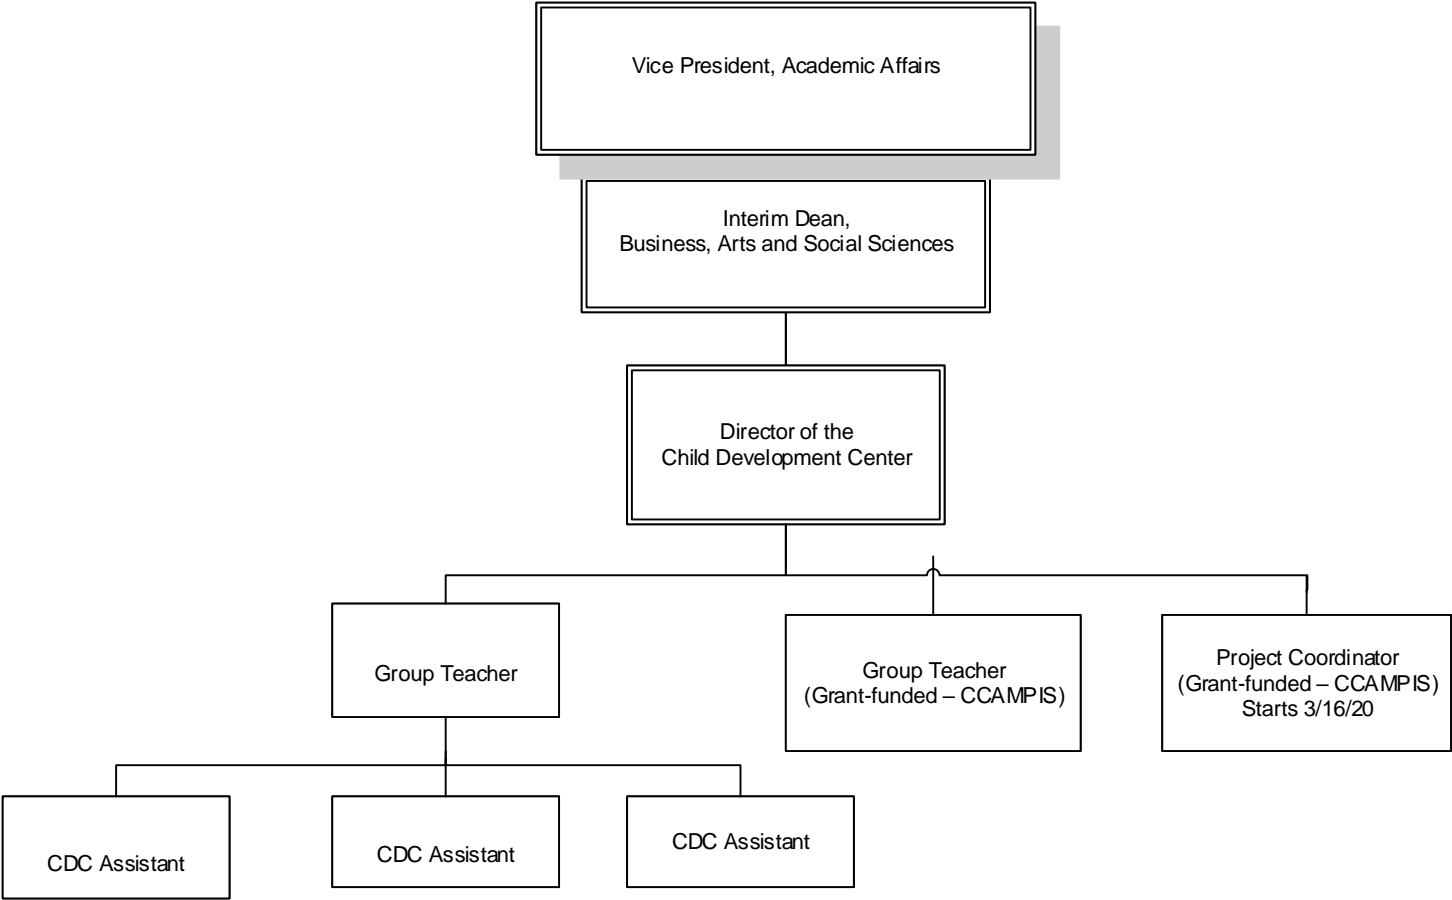 Vice President, Academic Affairs
Interim Dean,
Business, Arts and Social Sciences
Director of the
Child Development Center
Group Teacher
Group Teacher
(Grant-funded – CCAMPIS)
Project Coordinator
(Grant-funded – CCAMPIS)
Starts 3/16/20
CDC Assistant
CDC Assistant
CDC Assistant